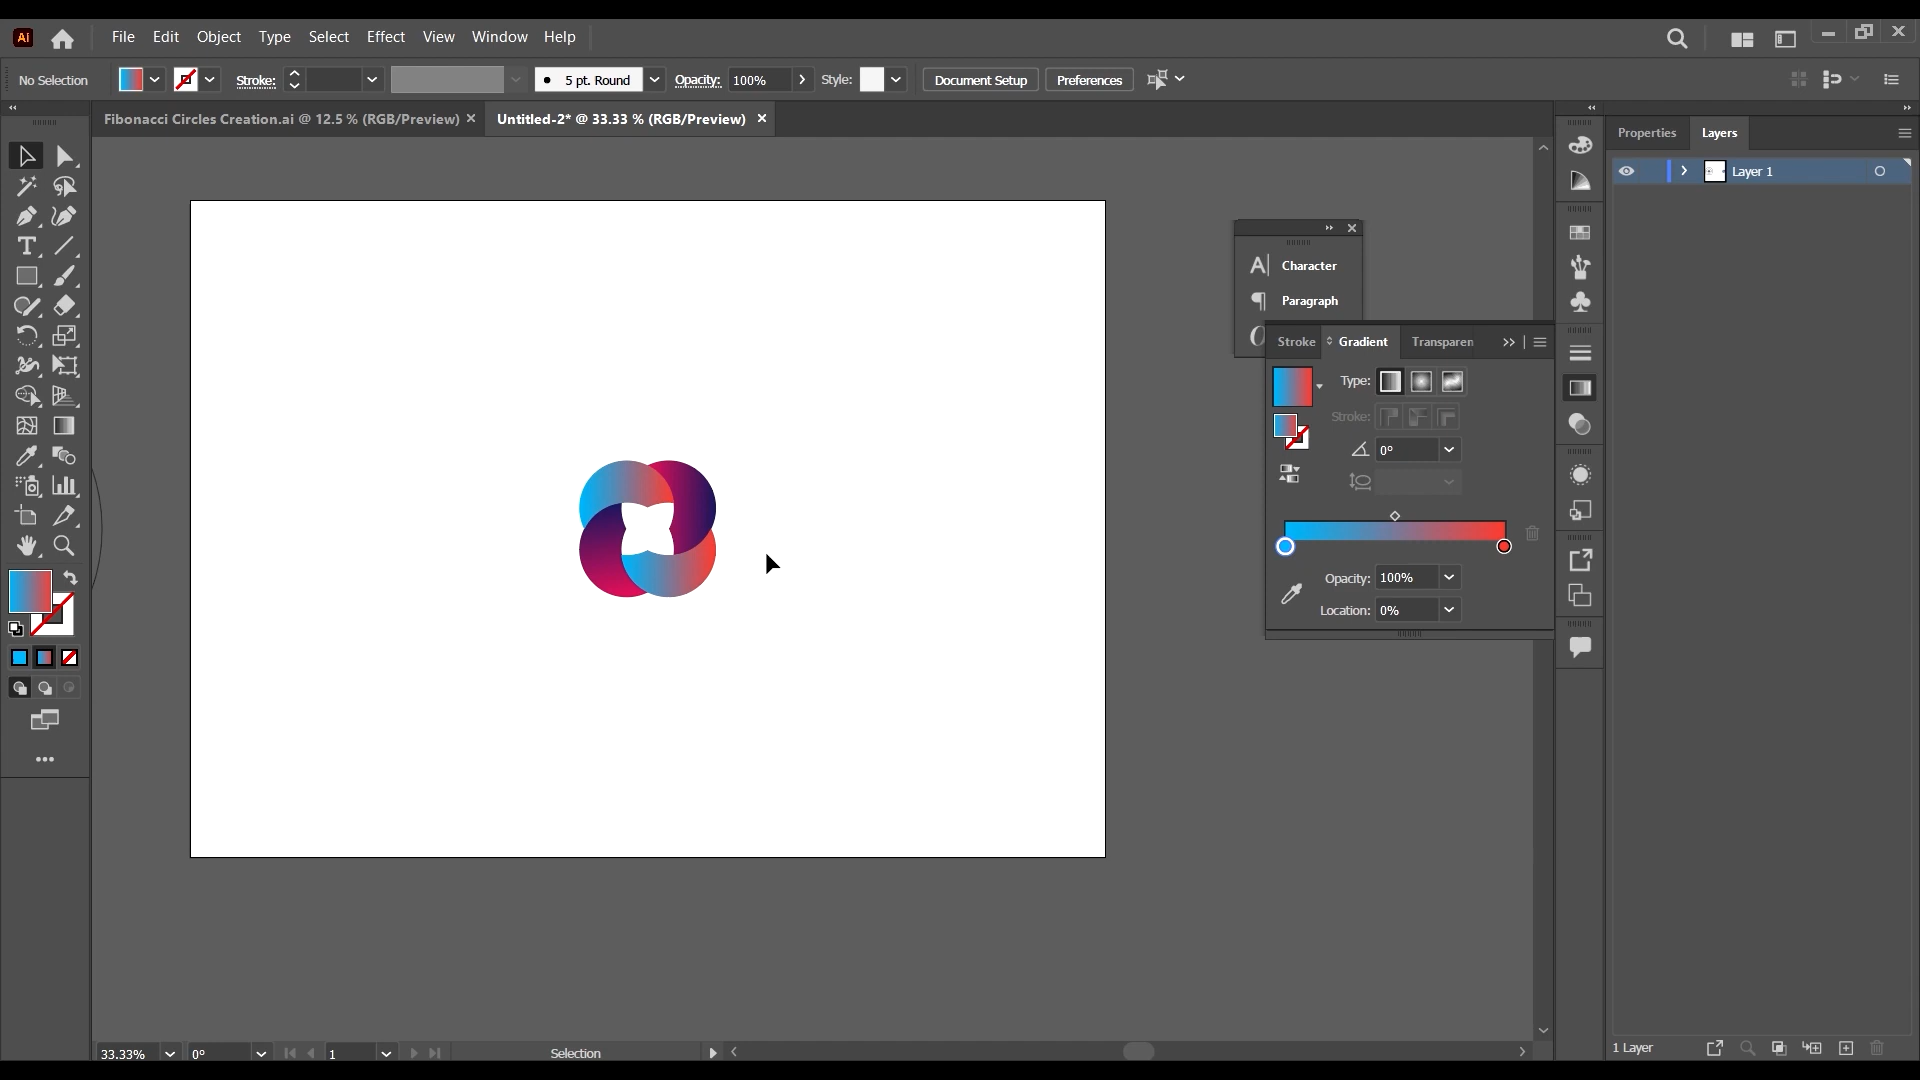 Ai
File Edit Object Type Select Effect View Window Help
No Selection
Stroke:
5 pt. Round
Opacity: 100%
Style:
Document Setup
Preferences
Fibonacci Circles Creation.ai @ 12.5 % (RGB/Preview)
Untitled-2* @ 33.33 % (RGB/Preview)
Properties
Layers
Layer 1
Character
Paragraph
Stroke
Gradient
Transparen
Type:
Stroke:
0°
Opacity: 100%
Location: 0%
33.33%
0°
1
Selection
1 Layer